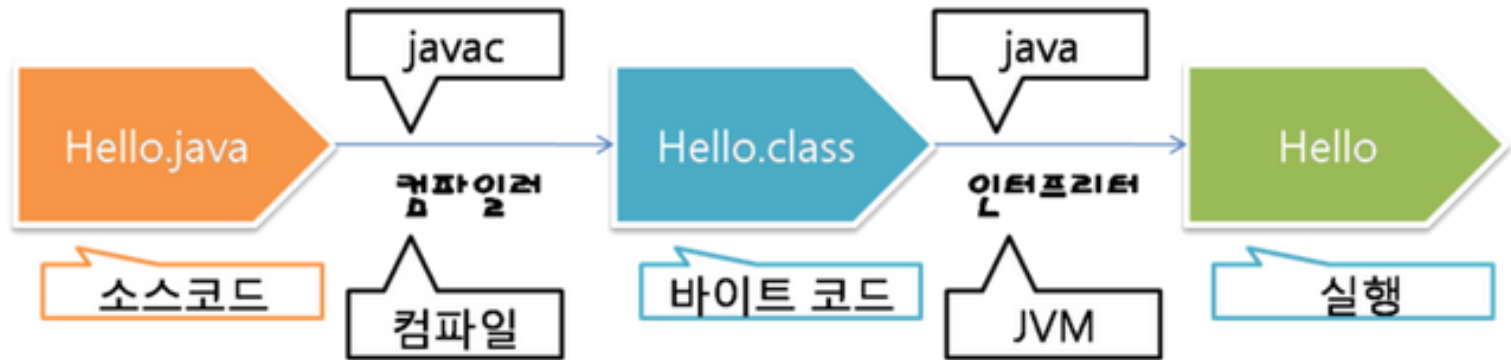 javac
java
Hello.java
Hello.class
Hello
컴파일러
인터프리터
소스코드
컴파일
바이트 코드
JVM
실행